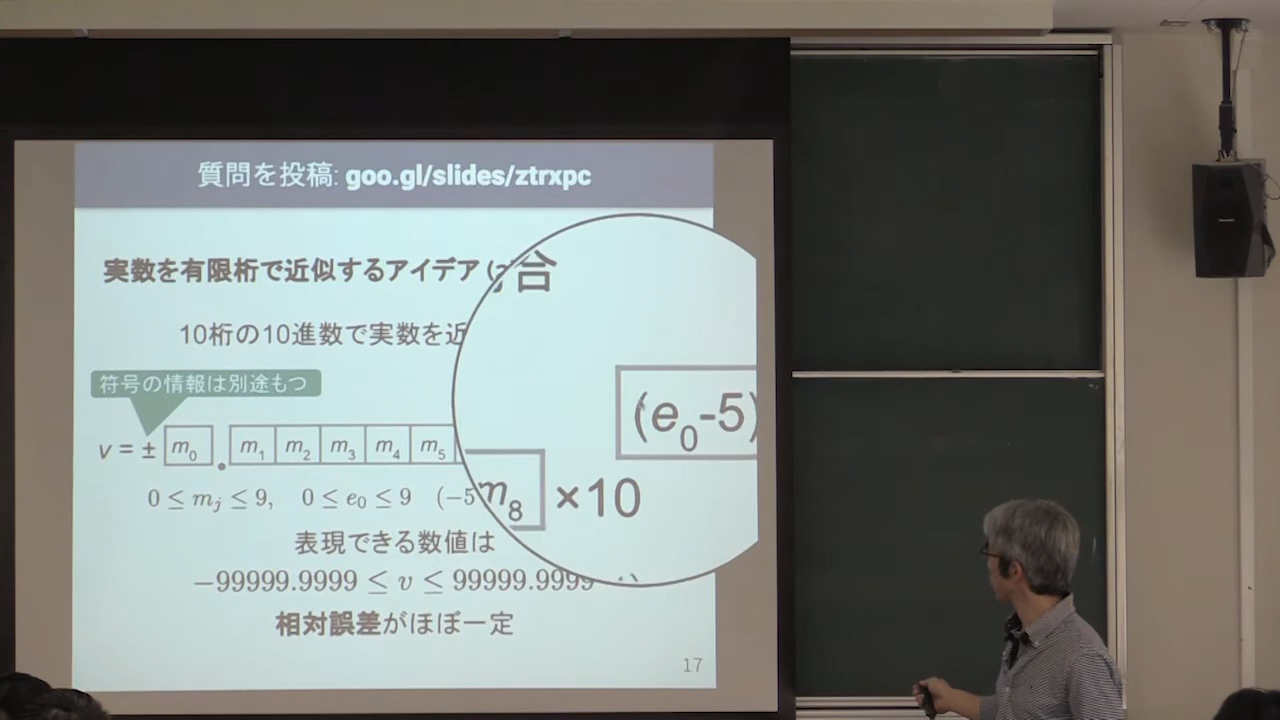 質問を投稿: goo.gl/slides/ztrxpc
実数を有限桁で近似するアイデア
合
10桁の10進数で実数を近
符号の情報は別途もつ
(e0-5)
v = ± m0 . m1 m2 m3 m4 m5
m8 ×10
0 ≤ mj ≤ 9, 0 ≤ e0 ≤ 9 (−5
表現できる数値は
−99999.9999 ≤ v ≤ 99999.9999
相対誤差がほぼ一定
17